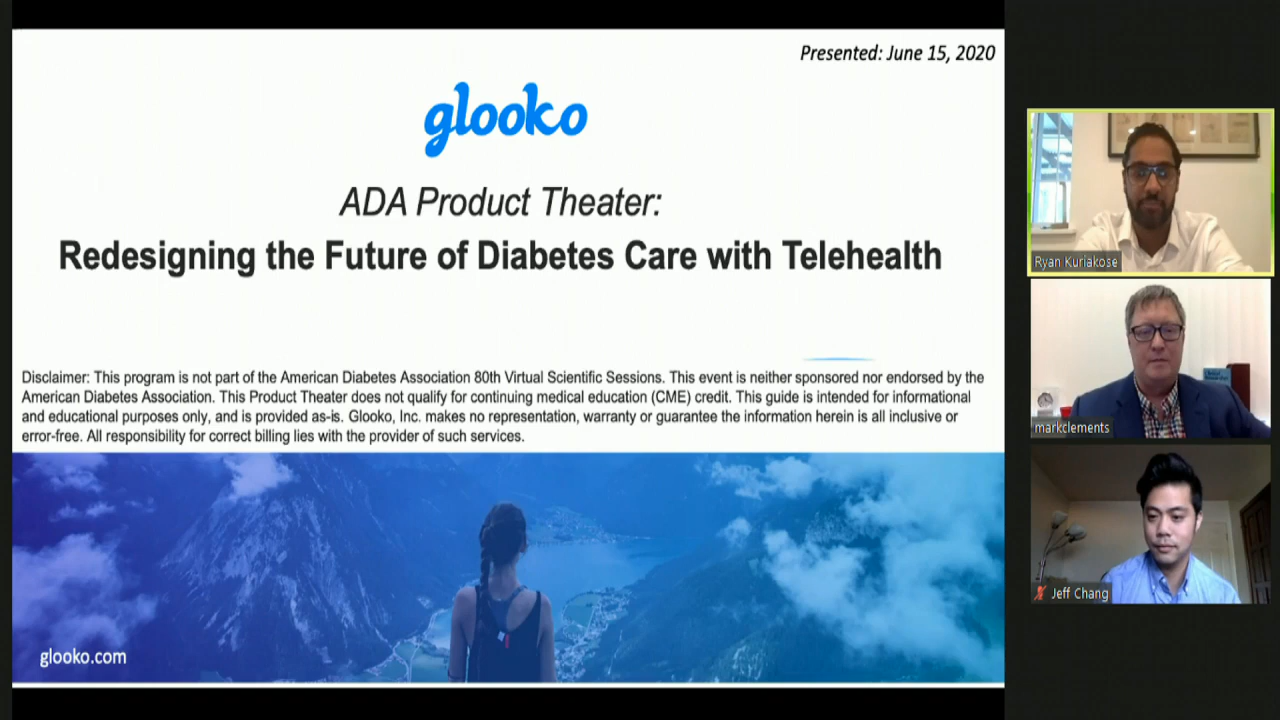 Presented: June 15, 2020
glooko
ADA Product Theater:
Redesigning the Future of Diabetes Care with Telehealth
Disclaimer: This program is not part of the American Diabetes Association 80th Virtual Scientific Sessions. This event is neither sponsored nor endorsed by the
American Diabetes Association. This Product Theater does not qualify for continuing medical education (CME) credit. This guide is intended for informational
and educational purposes only, and is provided as-is. Glooko, Inc. makes no representation, warranty or guarantee the information herein is all inclusive or
error-free. All responsibility for correct billing lies with the provider of such services.
glooko.com
Ryan Kuriakose
markclements
Jeff Chang